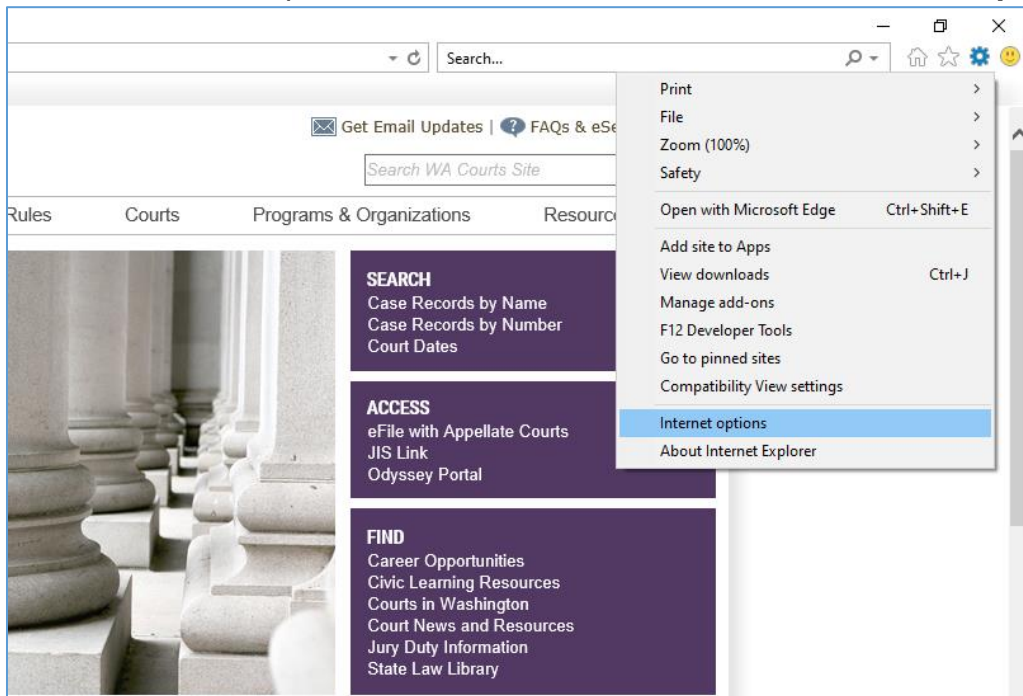 Search...
Get Email Updates | FAQs & eSe
Search WA Courts Site
Rules Courts Programs & Organizations Resourc
SEARCH
Case Records by Name
Case Records by Number
Court Dates
ACCESS
eFile with Appellate Courts
JIS Link
Odyssey Portal
FIND
Career Opportunities
Civic Learning Resources
Courts in Washington
Court News and Resources
Jury Duty Information
State Law Library
Print
File
Zoom (100%)
Safety
Open with Microsoft Edge Ctrl+Shift+E
Add site to Apps
View downloads Ctrl+J
Manage add-ons
F12 Developer Tools
Go to pinned sites
Compatibility View settings
Internet options
About Internet Explorer